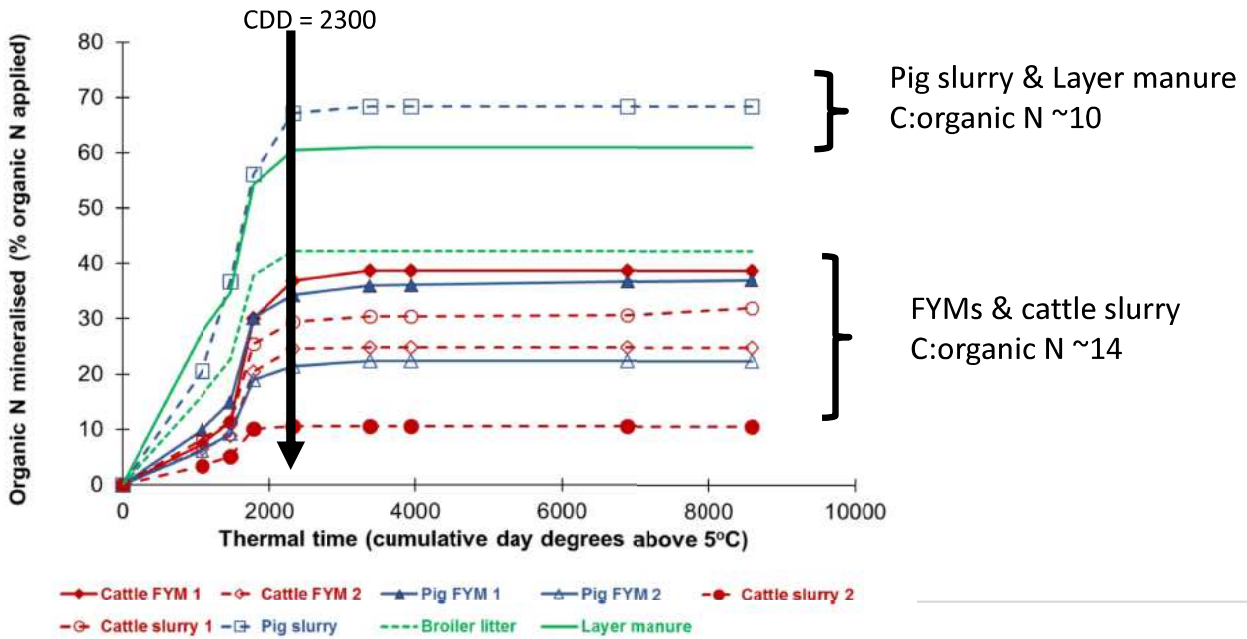 CDD = 2300
Organic N mineralised (% organic N applied)
80
70
60
50
40
30
20
10
0
0 2000 4000 6000 8000 10000
Thermal time (cumulative day degrees above 5°C)
Pig slurry & Layer manure
C:organic N ~10
FYMs & cattle slurry
C:organic N ~14
Cattle FYM 1 Cattle FYM 2 Pig FYM 1 Pig FYM 2 Cattle slurry 2
Cattle slurry 1 Pig slurry Broiler litter Layer manure